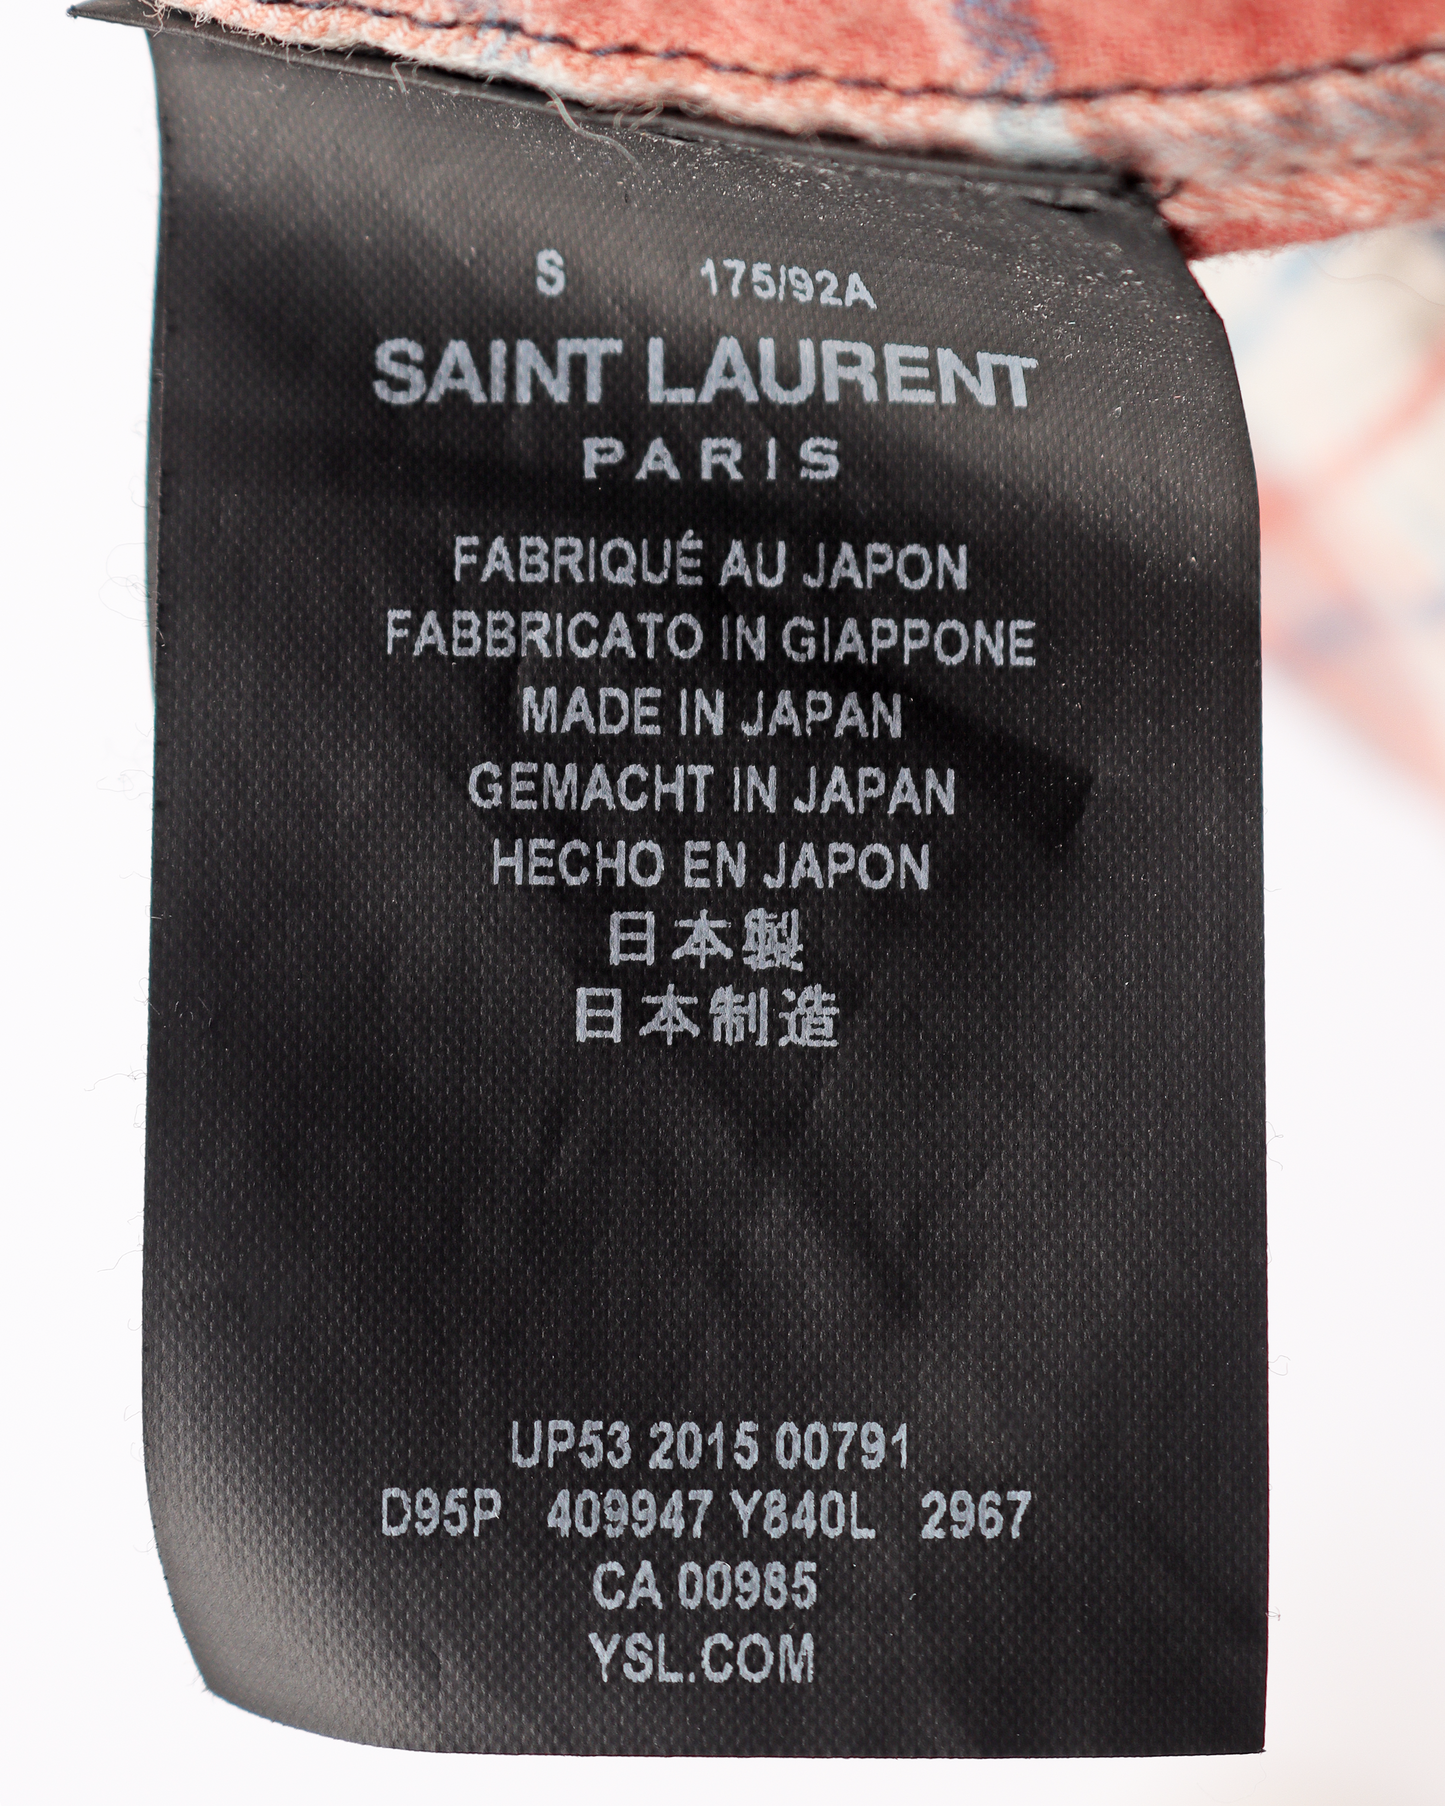 S 175/92A
SAINT LAURENT
PARIS
FABRIQUÉ AU JAPON
FABBRICATO IN GIAPPONE
MADE IN JAPAN
GEMACHT IN JAPAN
HECHO EN JAPON
日本製
日本制造
UP53 2015 00791
D95P 409947 Y840L 2967
CA 00985
YSL.COM